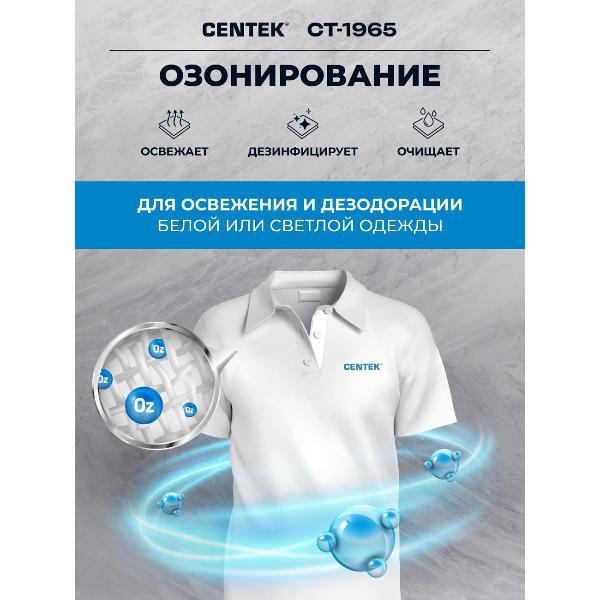 CENTEK® CT-1965
ОЗОНИРОВАНИЕ
ОСВЕЖАЕТ
ДЕЗИНФИЦИРУЕТ
ОЧИЩАЕТ
ДЛЯ ОСВЕЖЕНИЯ И ДЕЗОДОРАЦИИ
БЕЛОЙ ИЛИ СВЕТЛОЙ ОДЕЖДЫ
Oz
Oz
Oz
Oz
CENTEK